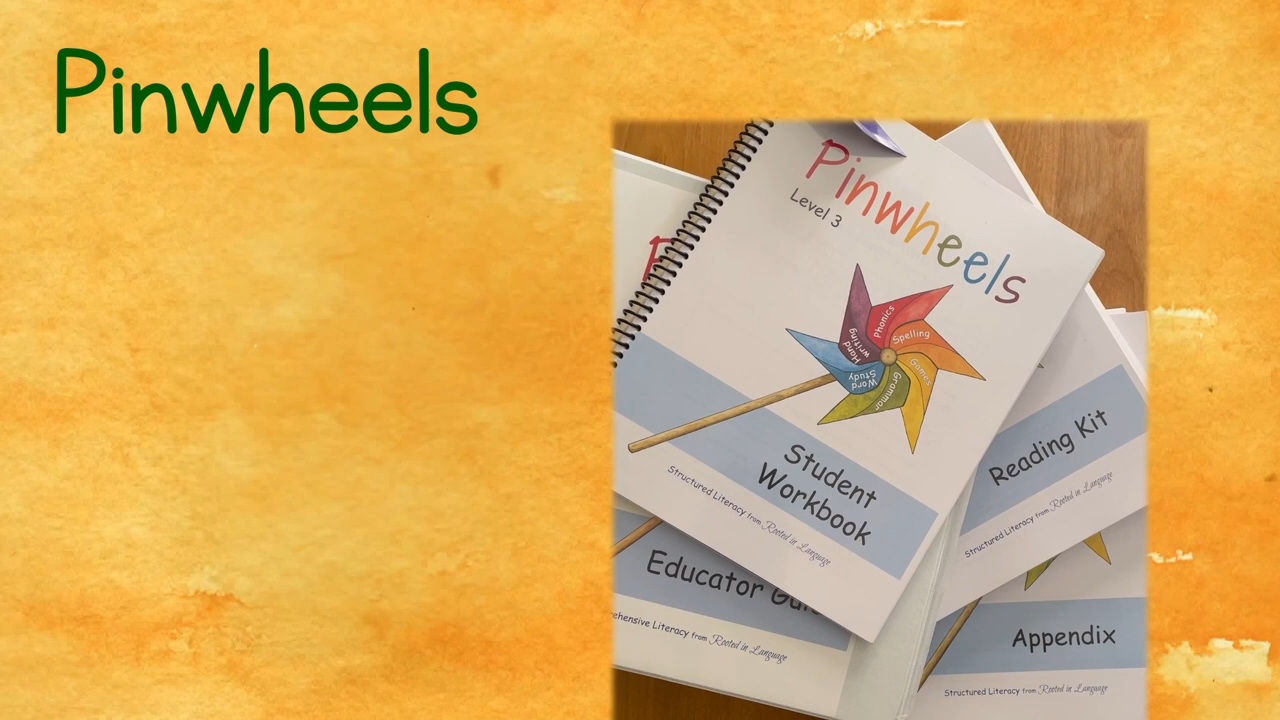 Pinwheels
Pinwheels
Level 3
Phonics
Spelling
Games
Grammar
Word
Study
Hand
writing
Student
Workbook
Structured Literacy from Rooted in Language
Reading Kit
Structured Literacy from Rooted in Language
Educator
Literacy from Rooted in Language
Appendix
Structured Literacy from Rooted in Language